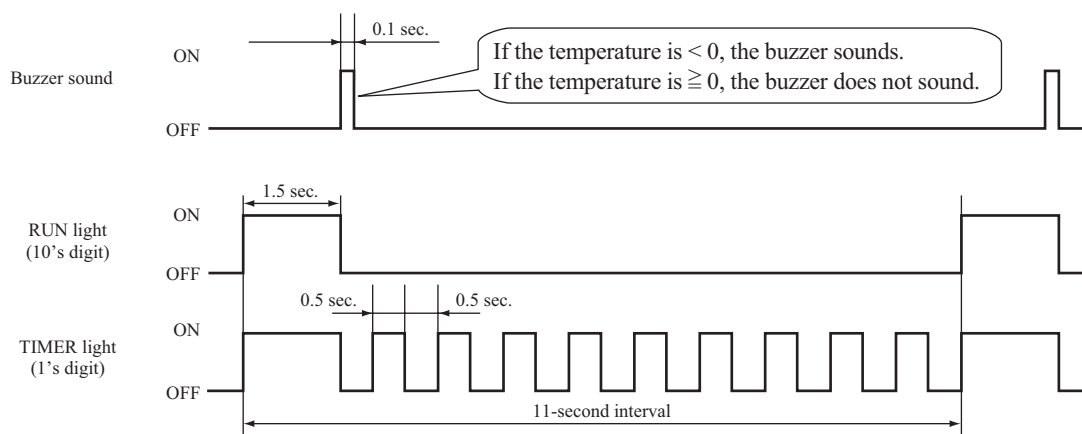 0.1 sec.
ON
If the temperature is < 0, the buzzer sounds.
If the temperature is ≧ 0, the buzzer does not sound.
Buzzer sound
OFF
1.5 sec.
ON
RUN light
(10's digit)
OFF
0.5 sec.
0.5 sec.
ON
TIMER light
(1's digit)
OFF
11-second interval